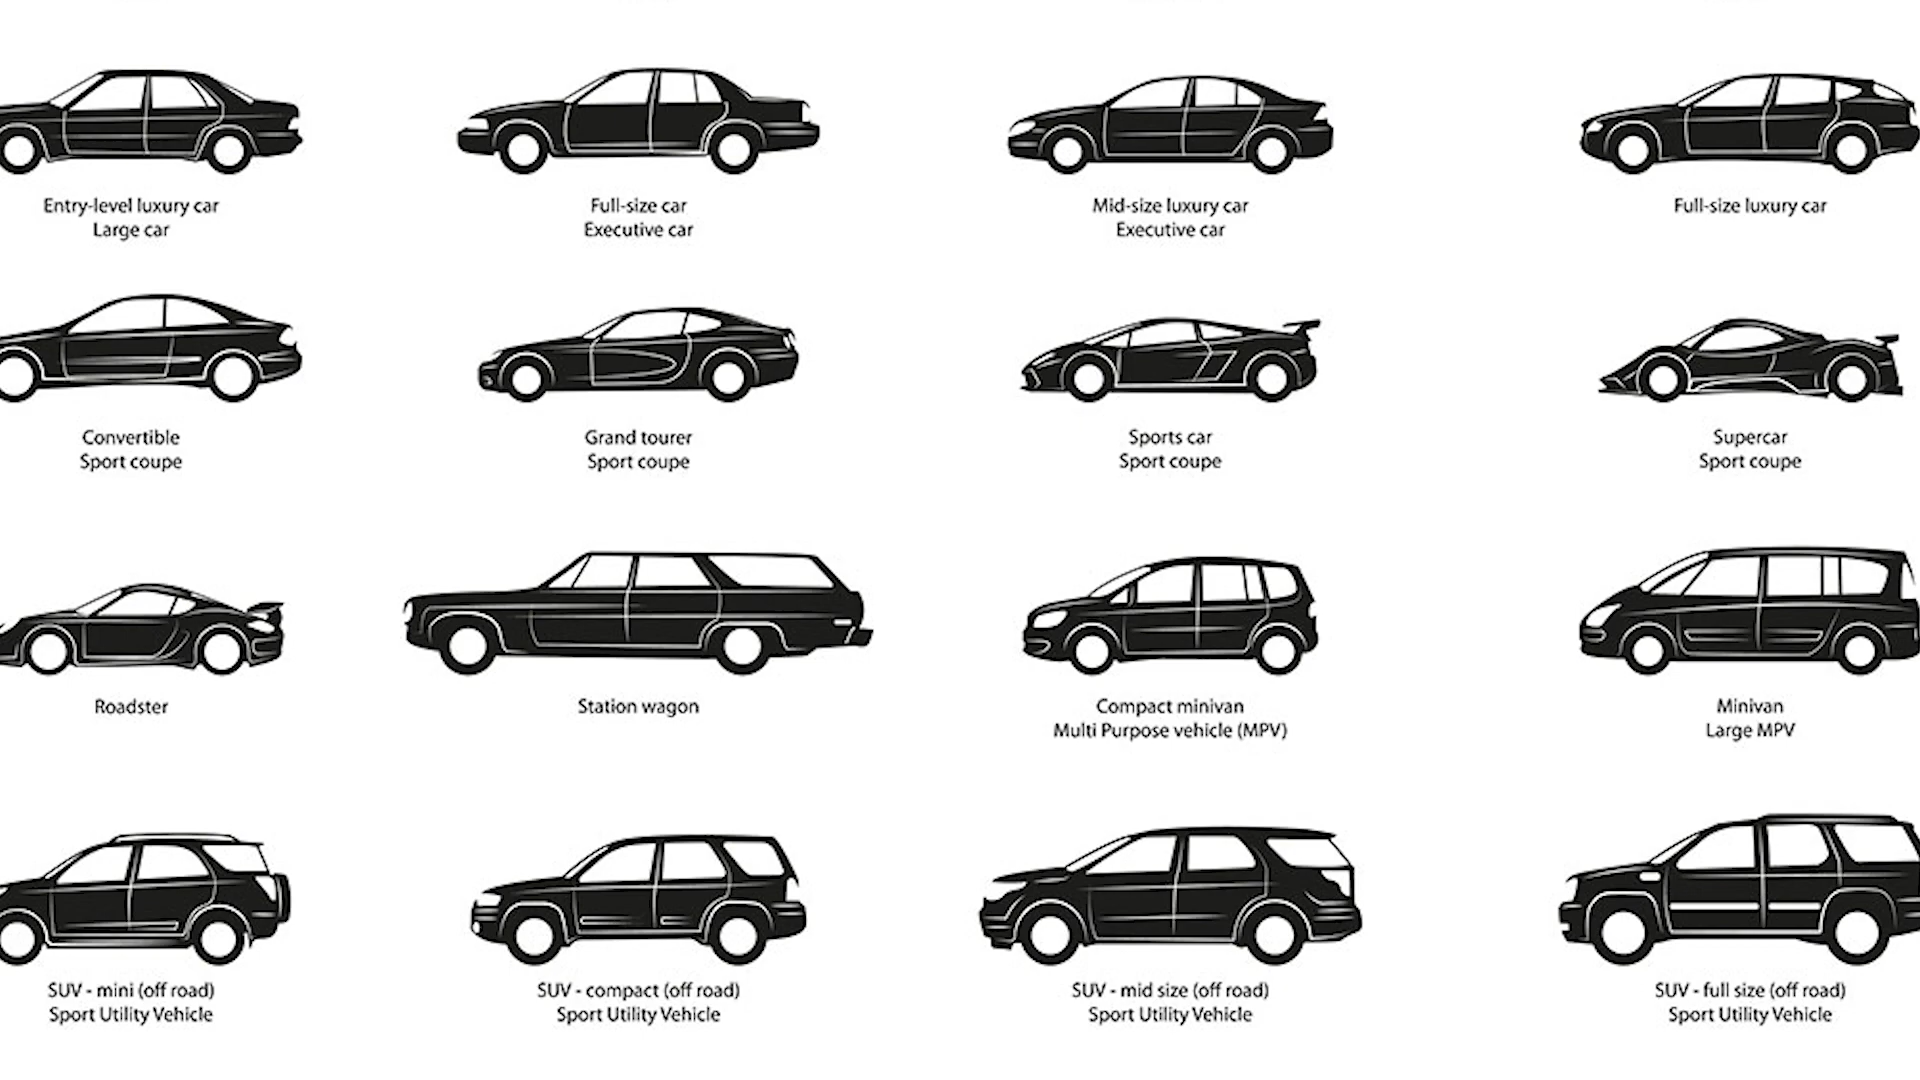 Entry-level luxury car
Large car
Full-size car
Executive car
Mid-size luxury car
Executive car
Full-size luxury car
Convertible
Sport coupe
Grand tourer
Sport coupe
Sports car
Sport coupe
Supercar
Sport coupe
Roadster
Station wagon
Compact minivan
Multi Purpose vehicle (MPV)
Minivan
Large MPV
SUV - mini (off road)
Sport Utility Vehicle
SUV - compact (off road)
Sport Utility Vehicle
SUV - mid size (off road)
Sport Utility Vehicle
SUV - full size (off road)
Sport Utility Vehicle